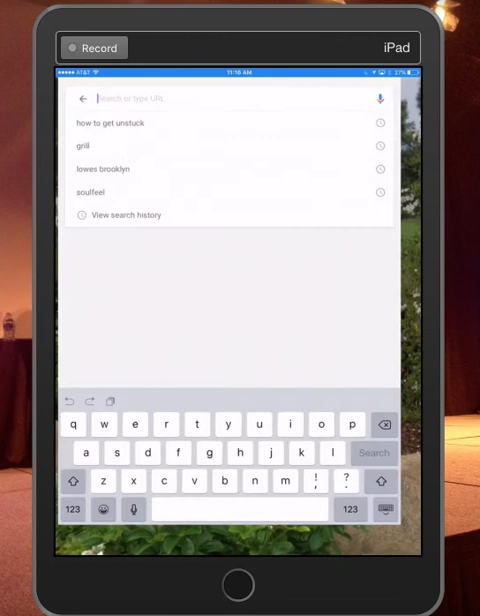 Record
iPad
AT&T 11:10 AM 27%
Search or type URL
how to get unstuck
grill
lowes brooklyn
soulfeel
View search history
q w e r t y u i o p
a s d f g h j k l Search
z x c v b n m ! , ? .
123 123